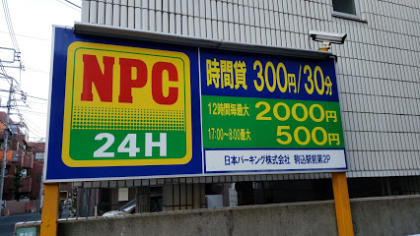 NPC
24H
時間貸 300円/30分
12時間毎最大 2000円
17:00~8:00最大 500円
日本パーキング株式会社 駒込駅前第2P